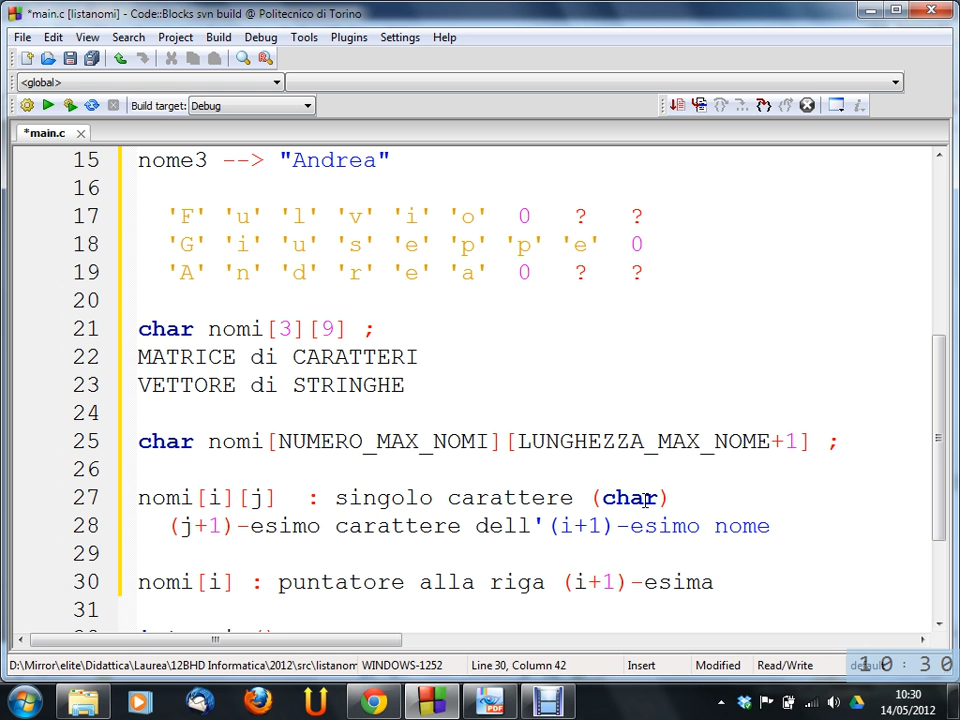 *main.c [listanomi] - Code::Blocks svn build @ Politecnico di Torino
File Edit View Search Project Build Debug Tools Plugins Settings Help
<global>
Build target: Debug
*main.c
15 nome3 --> "Andrea"
16
17 'F' 'u' 'l' 'v' 'i' 'o' 0 ? ?
18 'G' 'i' 'u' 's' 'e' 'p' 'p' 'e' 0
19 'A' 'n' 'd' 'r' 'e' 'a' 0 ? ?
20
21 char nomi[3][9] ;
22 MATRICE di CARATTERI
23 VETTORE di STRINGHE
24
25 char nomi[NUMERO_MAX_NOMI][LUNGHEZZA_MAX_NOME+1] ;
26
27 nomi[i][j] : singolo carattere (char)
28 (j+1)-esimo carattere dell'(i+1)-esimo nome
29
30 nomi[i] : puntatore alla riga (i+1)-esima
31
D:\Mirror\elite\Didattica\Laurea\12BHD Informatica\2012\src\listanom WINDOWS-1252 Line 30, Column 42 Insert Modified Read/Write default
10:30
PDF
10:30
14/05/2012